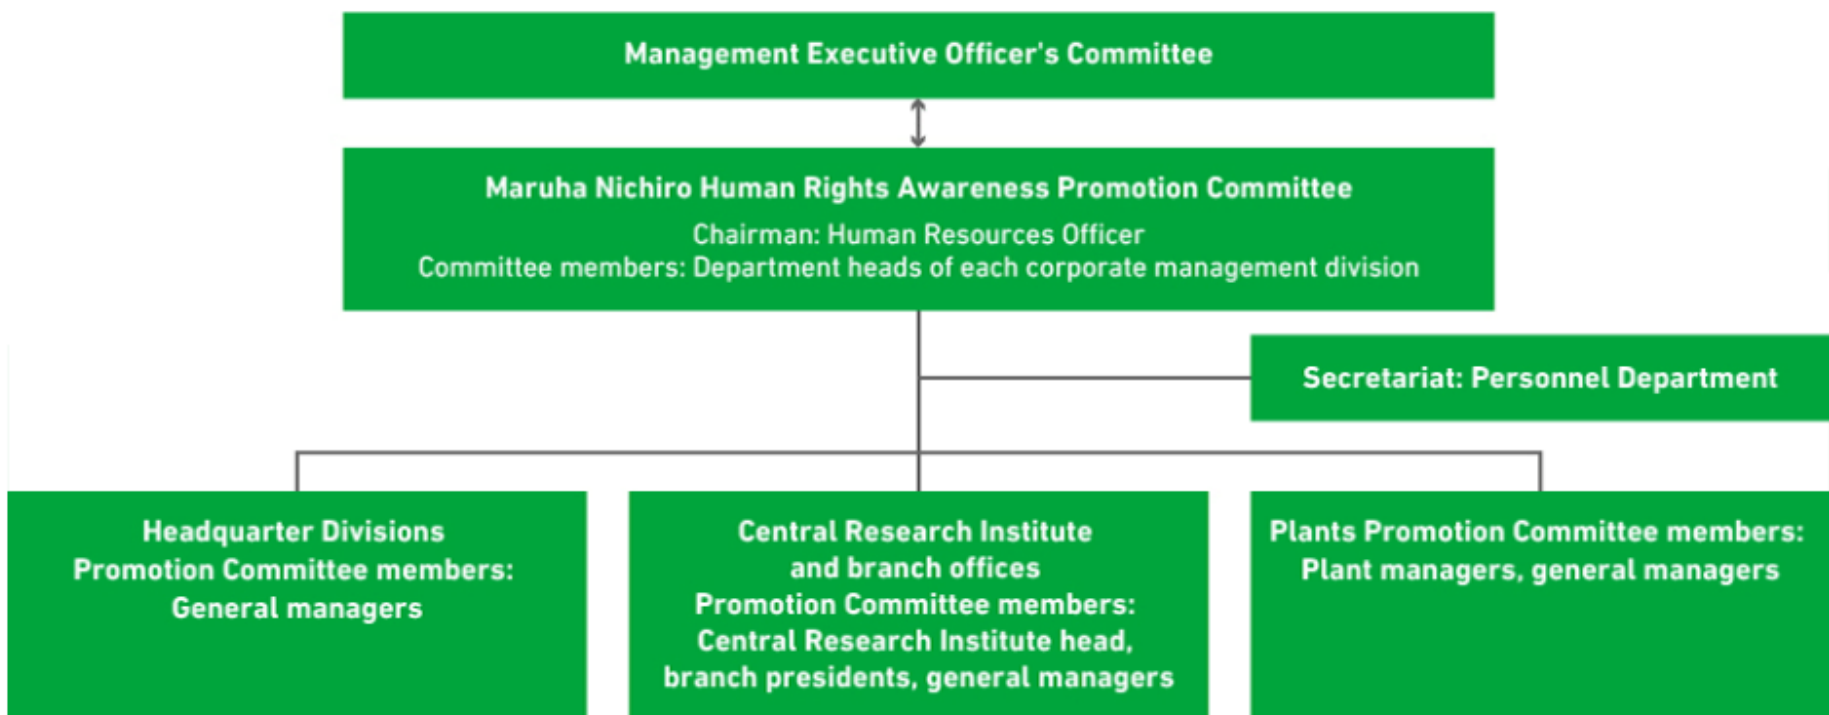 Management Executive Officer's Committee
Maruha Nichiro Human Rights Awareness Promotion Committee
Chairman: Human Resources Officer
Committee members: Department heads of each corporate management division
Secretariat: Personnel Department
Headquarter Divisions
Promotion Committee members:
General managers
Central Research Institute
and branch offices
Promotion Committee members:
Central Research Institute head,
branch presidents, general managers
Plants Promotion Committee members:
Plant managers, general managers